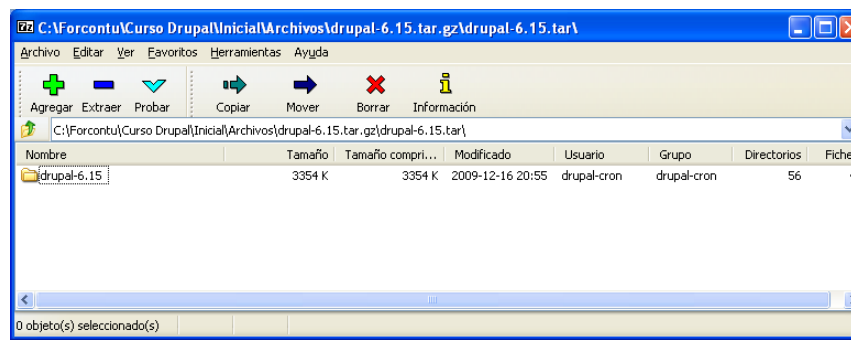 C:\Forcontu\Curso Drupal\Inicial\Archivos\drupal-6.15.tar.gz\drupal-6.15.tar\
Archivo Editar Ver Favoritos Herramientas Ayuda
Agregar Extraer Probar Copiar Mover Borrar Información
C:\Forcontu\Curso Drupal\Inicial\Archivos\drupal-6.15.tar.gz\drupal-6.15.tar\
Nombre Tamaño Tamaño compri... Modificado Usuario Grupo Directorios Fiche
drupal-6.15 3354 K 3354 K 2009-12-16 20:55 drupal-cron drupal-cron 56
0 objeto(s) seleccionado(s)